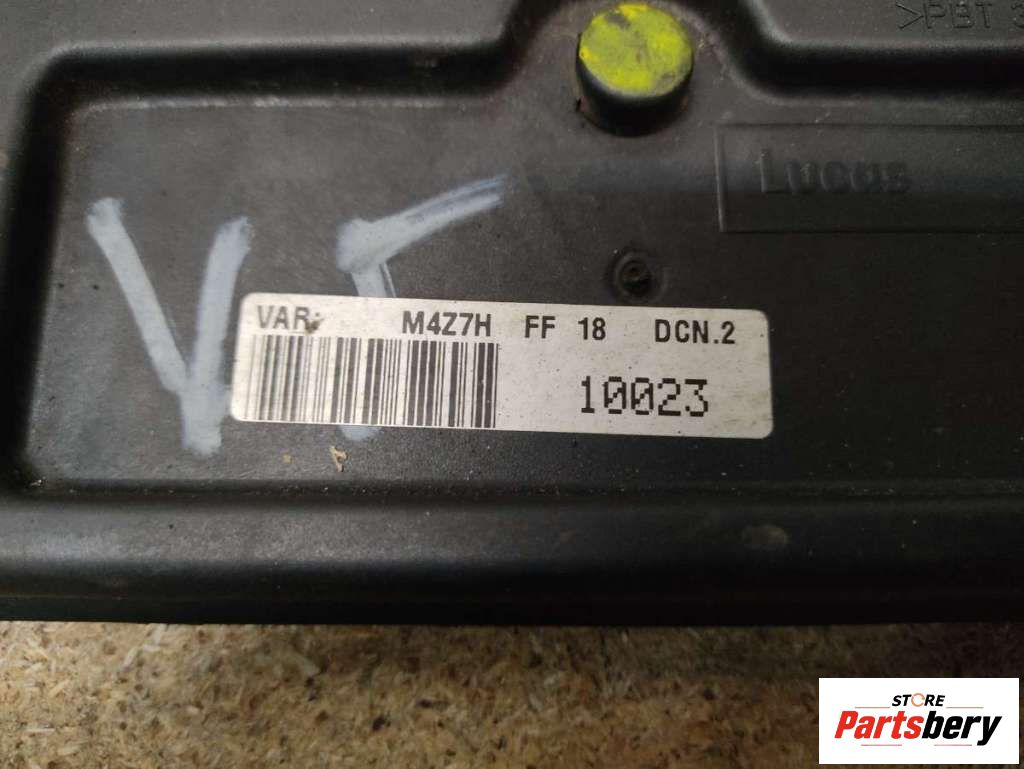 >PBT
Lucas
VAR: M4Z7H FF 18 DCN.2
10023
STORE
Partsbery